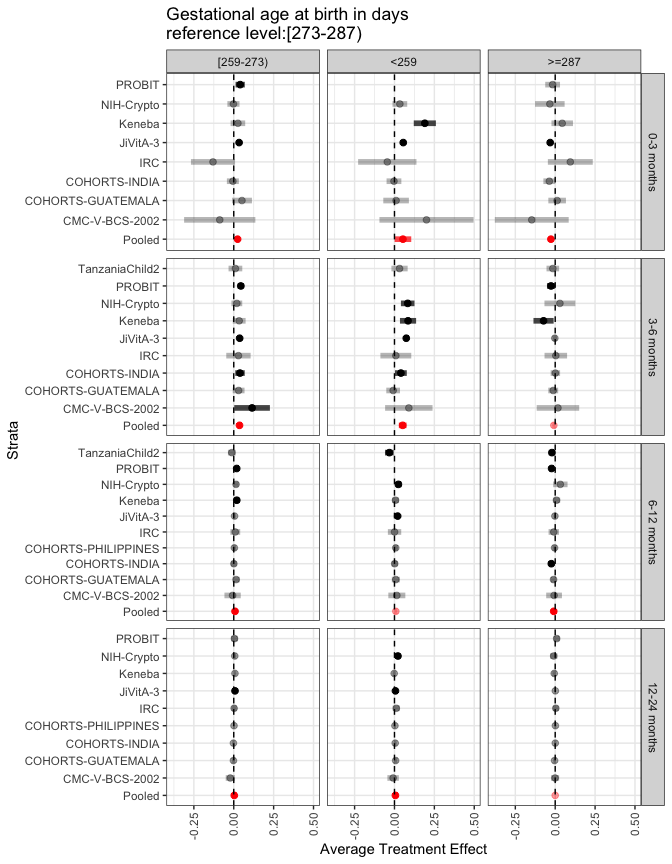 Gestational age at birth in days
reference level:[273-287)
[259-273)
<259
>=287
PROBIT
NIH-Crypto
Keneba
JiVitA-3
IRC
COHORTS-INDIA
COHORTS-GUATEMALA
CMC-V-BCS-2002
Pooled
0-3 months
TanzaniaChild2
PROBIT
NIH-Crypto
Keneba
JiVitA-3
IRC
COHORTS-INDIA
COHORTS-GUATEMALA
CMC-V-BCS-2002
Pooled
3-6 months
Strata
TanzaniaChild2
PROBIT
NIH-Crypto
Keneba
JiVitA-3
IRC
COHORTS-PHILIPPINES
COHORTS-INDIA
COHORTS-GUATEMALA
CMC-V-BCS-2002
Pooled
6-12 months
PROBIT
NIH-Crypto
Keneba
JiVitA-3
IRC
COHORTS-PHILIPPINES
COHORTS-INDIA
COHORTS-GUATEMALA
CMC-V-BCS-2002
Pooled
12-24 months
-0.25 0.00 0.25 0.50
-0.25 0.00 0.25 0.50
-0.25 0.00 0.25 0.50
Average Treatment Effect